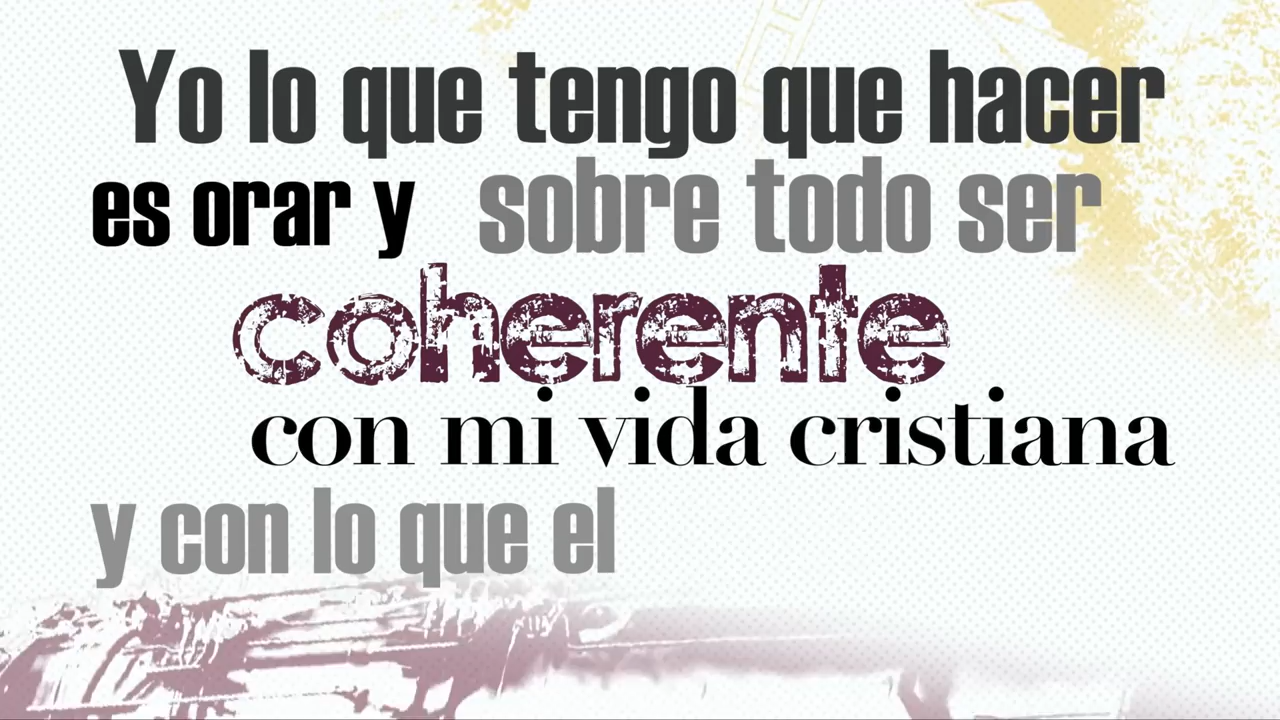 Yo lo que tengo que hacer
es orar y sobre todo ser
coherente
con mi vida cristiana
y con lo que el